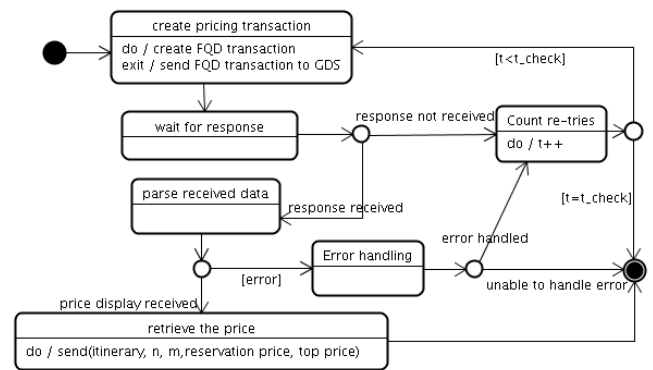 create pricing transaction
do / create FQD transaction
exit / send FQD transaction to GDS
[t<t_check]
wait for response
response not received
Count re-tries
do / t++
parse received data
response received
[t=t_check]
error handled
Error handling
[error]
unable to handle error
price display received
retrieve the price
do / send(itinerary, n, m,reservation price, top price)